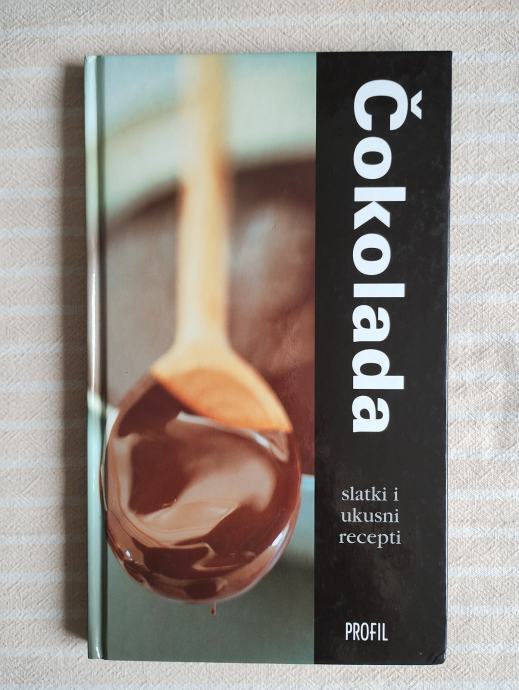 Čokolada
slatki i
ukusni
recepti
PROFIL